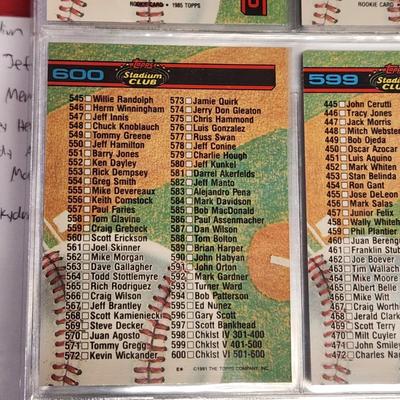 ROOKIE CARD • 1985 TOPPS
ROOKIE CARD
600
TOPPS
Stadium
CLUB
545 Willie Randolph
546 Herm Winningham
547 Jeff Innis
548 Chuck Knoblauch
549 Tommy Greene
550 Jeff Hamilton
551 Barry Jones
552 Ken Dayley
553 Rick Dempsey
554 Greg Smith
555 Mike Devereaux
556 Keith Comstock
557 Paul Faries
558 Tom Glavine
559 Craig Grebeck
560 Scott Erickson
561 Joel Skinner
562 Mike Morgan
563 Dave Gallagher
564 Todd Stottlemyre
565 Rich Rodriguez
566 Craig Wilson
567 Jeff Brantley
568 Scott Kamieniecki
569 Steve Decker
570 Juan Agosto
571 Tommy Gregg
572 Kevin Wickander
573 Jamie Quirk
574 Jerry Don Gleaton
575 Chris Hammond
576 Luis Gonzalez
577 Russ Swan
578 Jeff Conine
579 Charlie Hough
580 Jeff Kunkel
581 Darrel Akerfelds
582 Jeff Manto
583 Alejandro Pena
584 Mark Davidson
585 Bob MacDonald
586 Paul Assenmacher
587 Dan Wilson
588 Tom Bolton
589 Brian Harper
590 John Habyan
591 John Orton
592 Mark Gardner
593 Turner Ward
594 Bob Patterson
595 Ed Nunez
596 Gary Scott
597 Scott Bankhead
598 Chklst IV 301-400
599 Chklst V 401-500
600 Chklst VI 501-600
E* ©1991 THE TOPPS COMPANY, INC.
599
TOPPS
Stadium
CLUB
445 John Cerutti
446 Tracy Jones
447 Jack Morris
448 Mitch Webster
449 Bob Ojeda
450 Oscar Azocar
451 Luis Aquino
452 Mark Whiten
453 Stan Belinda
454 Ron Gant
455 Jose DeLeon
456 Mark Salas
457 Junior Felix
458 Wally Whitehu
459 Phil Plantier
460 Juan Berengu
461 Franklin Stubb
462 Joe Boever
463 Tim Wallach
464 Mike Moore
465 Albert Belle
466 Mike Witt
467 Craig Worth
468 Jerald Clark
469 Scott Terry
470 Milt Cuyler
471 John Smiley
472 Charles Nag